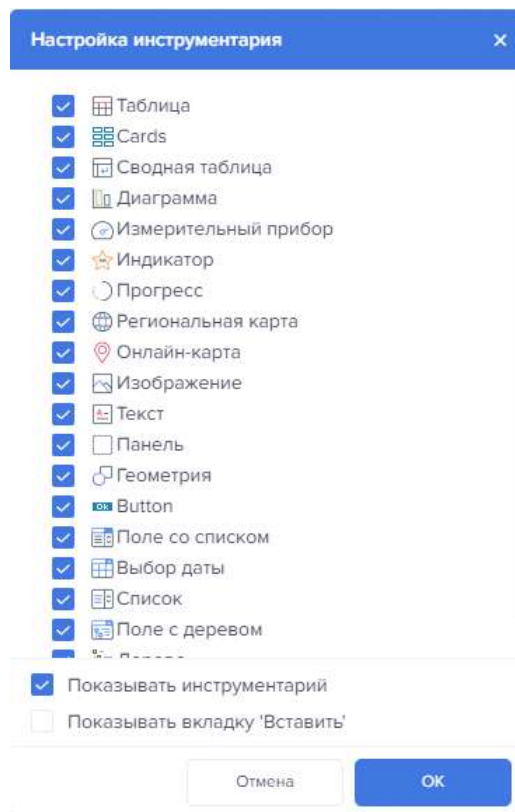 Настройка инструментария
Таблица
Cards
Сводная таблица
Диаграмма
Измерительный прибор
Индикатор
Прогресс
Региональная карта
Онлайн-карта
Изображение
Текст
Панель
Геометрия
Button
Поле со списком
Выбор даты
Список
Поле с деревом
Показывать инструментарий
Показывать вкладку 'Вставить'
Отмена
OK